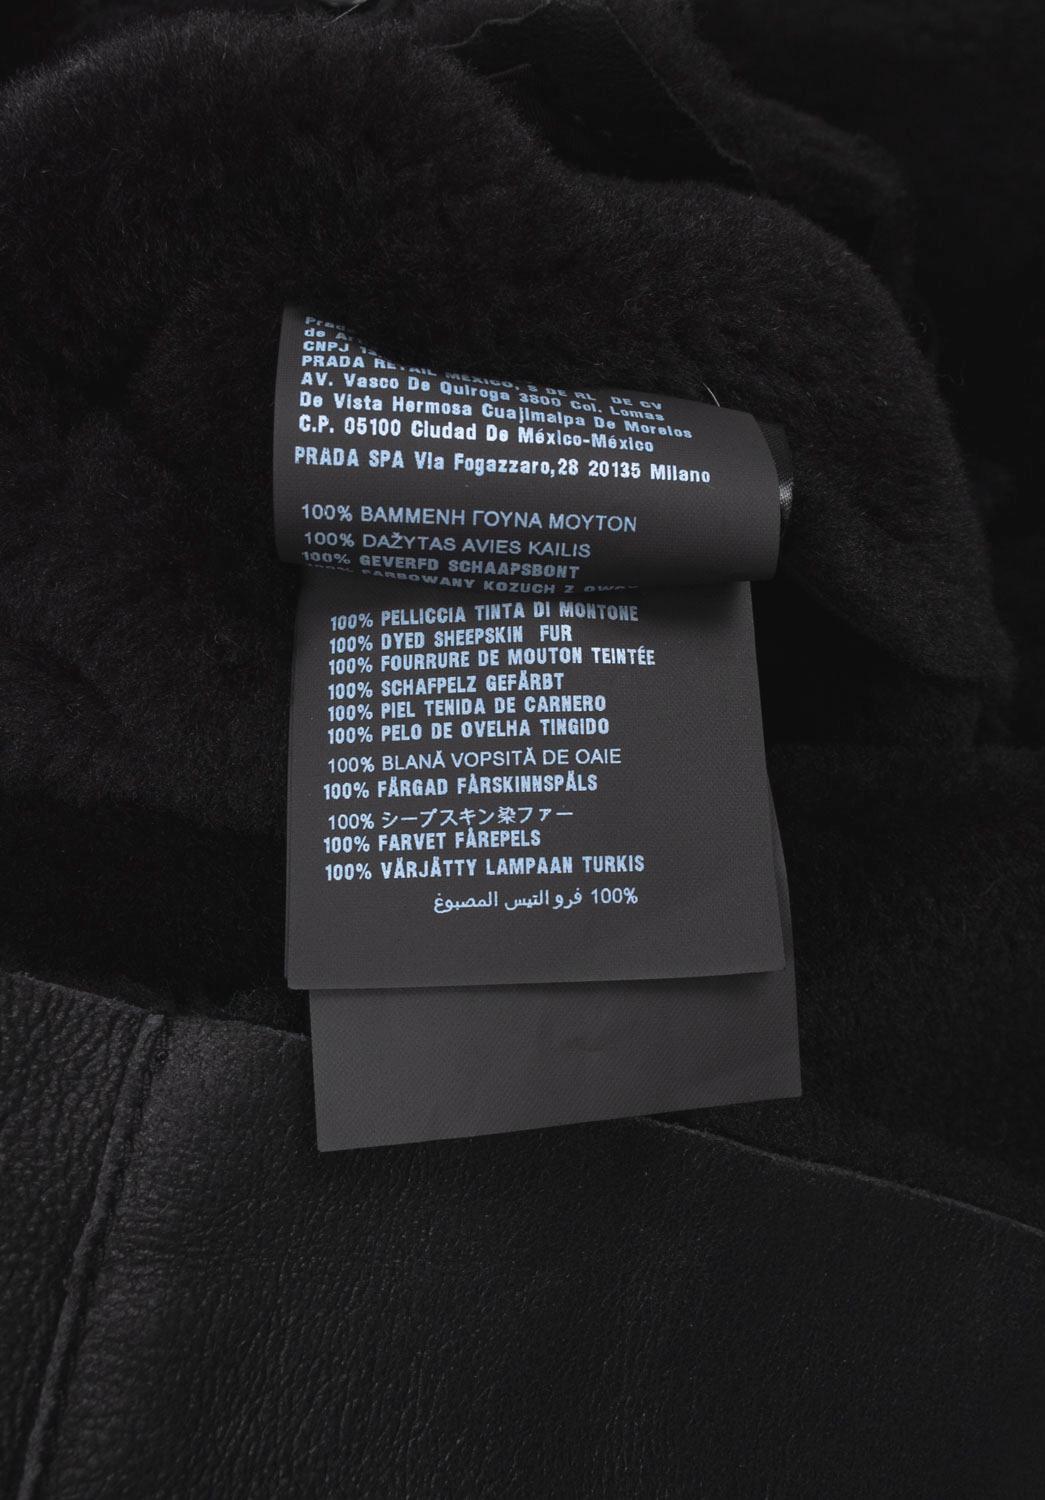 de
CNPJ
PRADA RETAIL MEXICO, S DE RL DE CV
AV. Vasco De Quiroga 3800 Col. Lomas
De Vista Hermosa Cuajimalpa De Morelos
C.P. 05100 Ciudad De México-México
PRADA SPA Via Fogazzaro,28 20135 Milano
100% ΒΑΜΜΕΝΗ ΓΟΥΝΑ ΜΟΥΤΟΝ
100% DAŽYTAS AVIES KAILIS
100% GEVERFD SCHAAPSBONT
100% FARBOWANY KOZUCH Z
100% PELLICCIA TINTA DI MONTONE
100% DYED SHEEPSKIN FUR
100% FOURRURE DE MOUTON TEINTÉE
100% SCHAFPELZ GEFÄRBT
100% PIEL TENIDA DE CARNERO
100% PELO DE OVELHA TINGIDO
100% BLANĂ VOPSITĂ DE OAIE
100% FÄRGAD FÅRSKINNSPÄLS
100% シープスキン染ファー
100% FARVET FÅREPELS
100% VÄRJÄTTY LAMPAAN TURKIS
100% فرو التيس المصبوغ